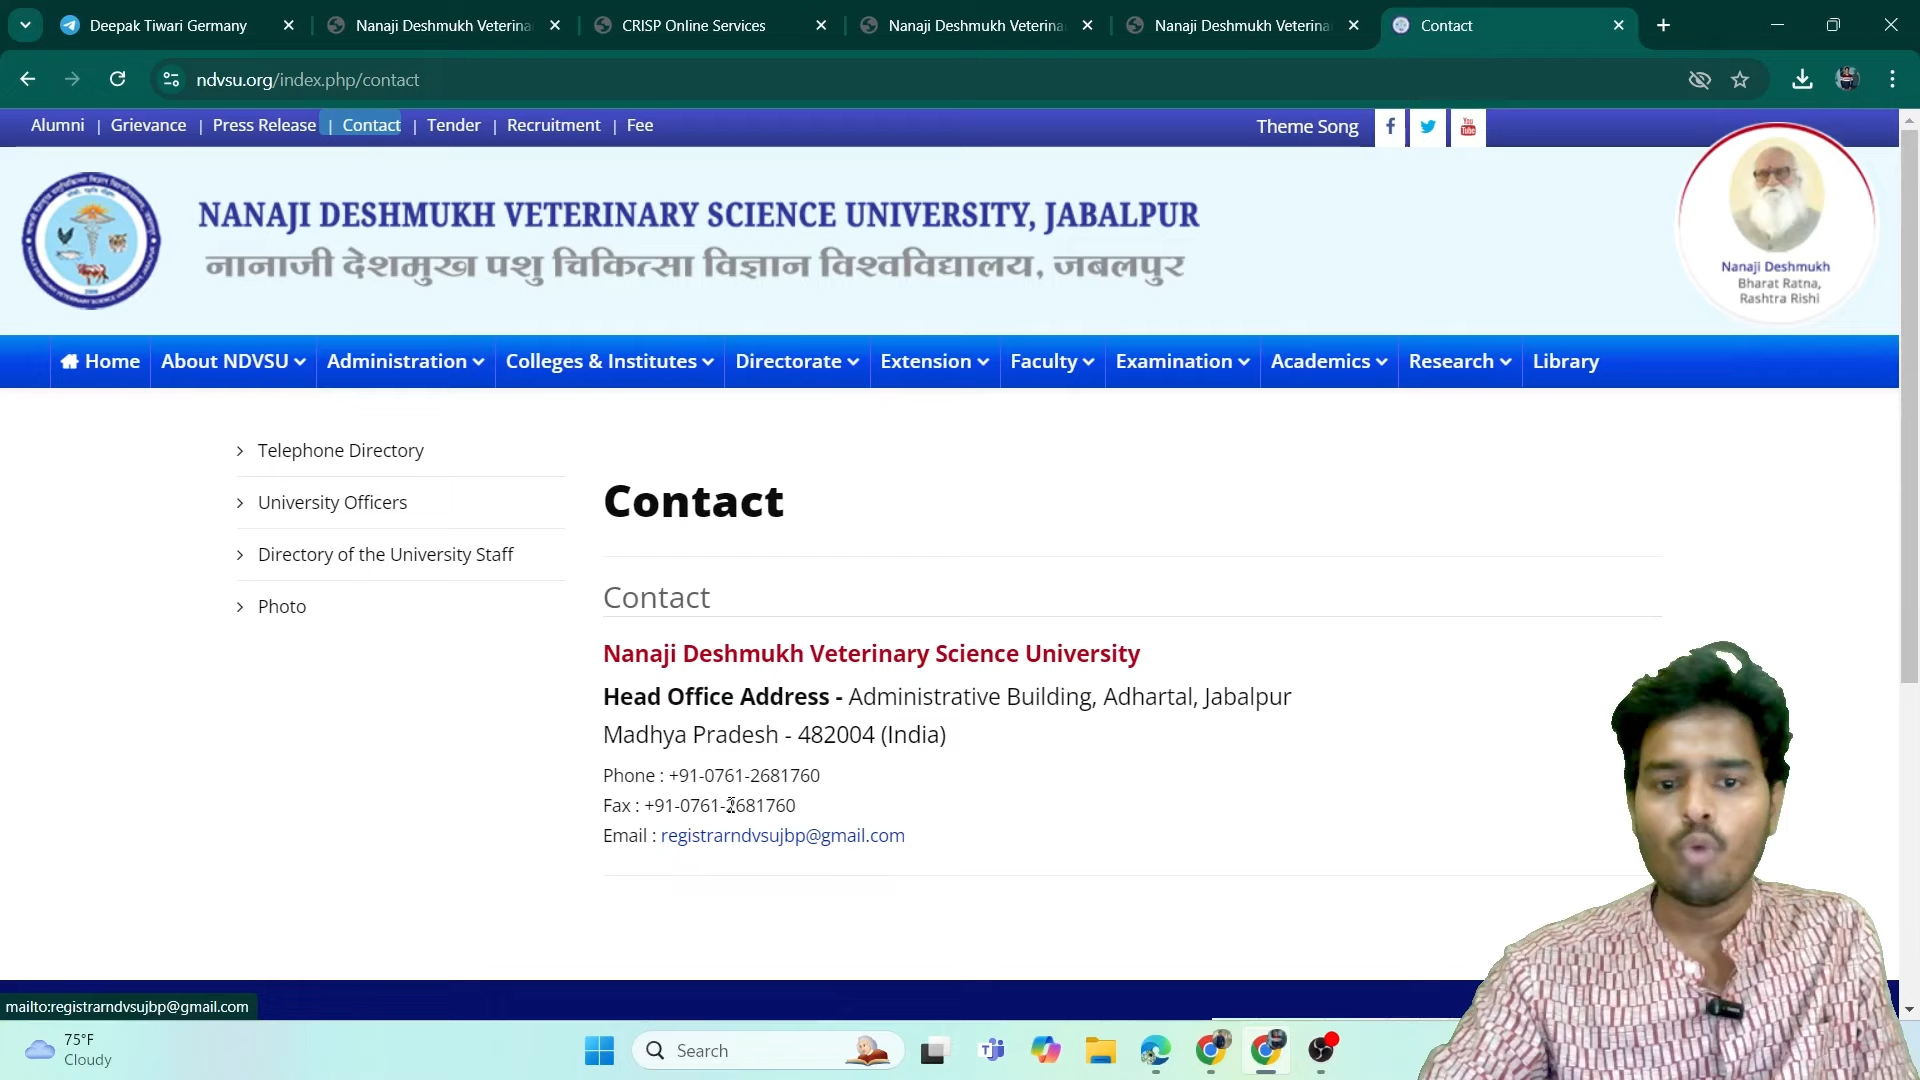 Deepak Tiwari Germany
Nanaji Deshmukh Veterina
CRISP Online Services
Nanaji Deshmukh Veterina
Nanaji Deshmukh Veterina
Contact
ndvsu.org/index.php/contact
Alumni | Grievance | Press Release | Contact | Tender | Recruitment | Fee
Theme Song
You Tube
NANAJI DESHMUKH VETERINARY SCIENCE UNIVERSITY, JABALPUR
नानाजी देशमुख पशु चिकित्सा विज्ञान विश्वविद्यालय, जबलपुर
Nanaji Deshmukh
Bharat Ratna,
Rashtra Rishi
Home About NDVSU Administration Colleges & Institutes Directorate Extension Faculty Examination Academics Research Library
Telephone Directory
University Officers
Directory of the University Staff
Photo
Contact
Contact
Nanaji Deshmukh Veterinary Science University
Head Office Address - Administrative Building, Adhartal, Jabalpur
Madhya Pradesh - 482004 (India)
Phone : +91-0761-2681760
Fax : +91-0761-2681760
Email : registrarndvsujbp@gmail.com
mailto:registrarndvsujbp@gmail.com
75°F
Cloudy
Search